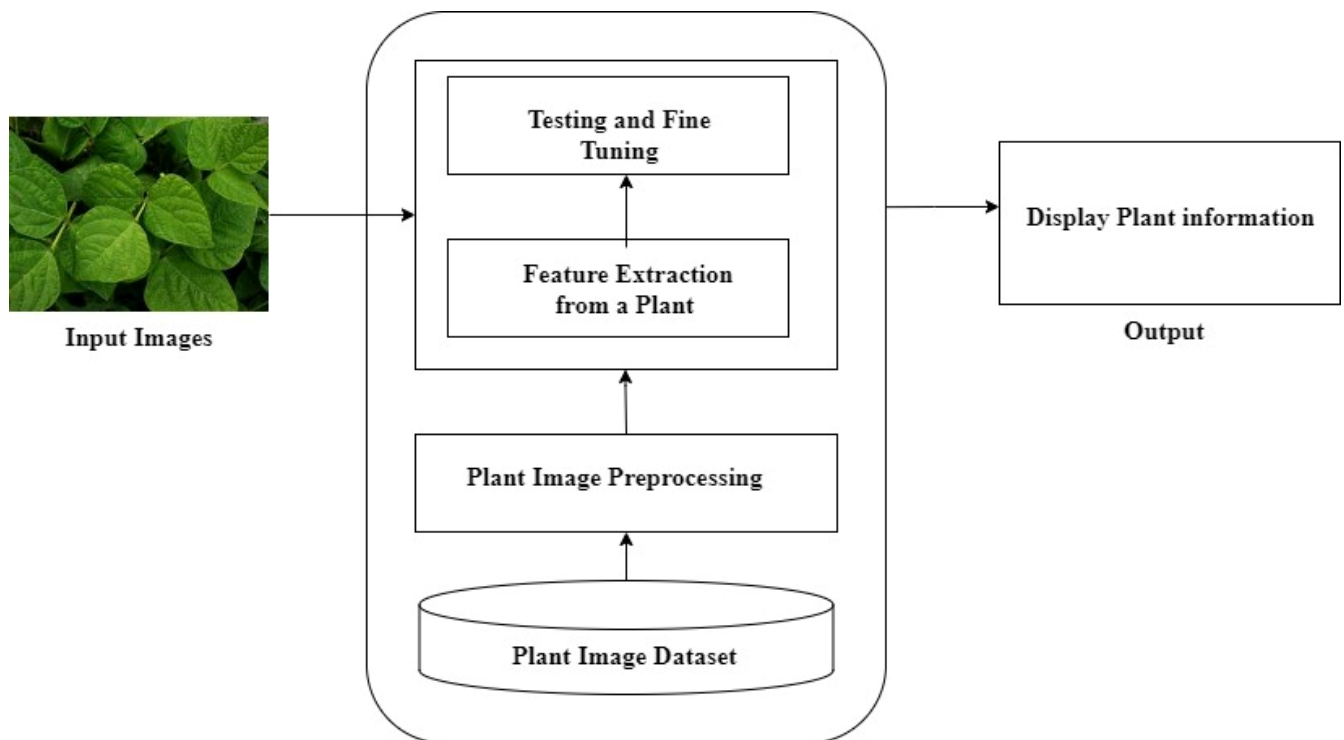 Testing and Fine
Tuning
Feature Extraction
from a Plant
Input Images
Display Plant information
Output
Plant Image Preprocessing
Plant Image Dataset